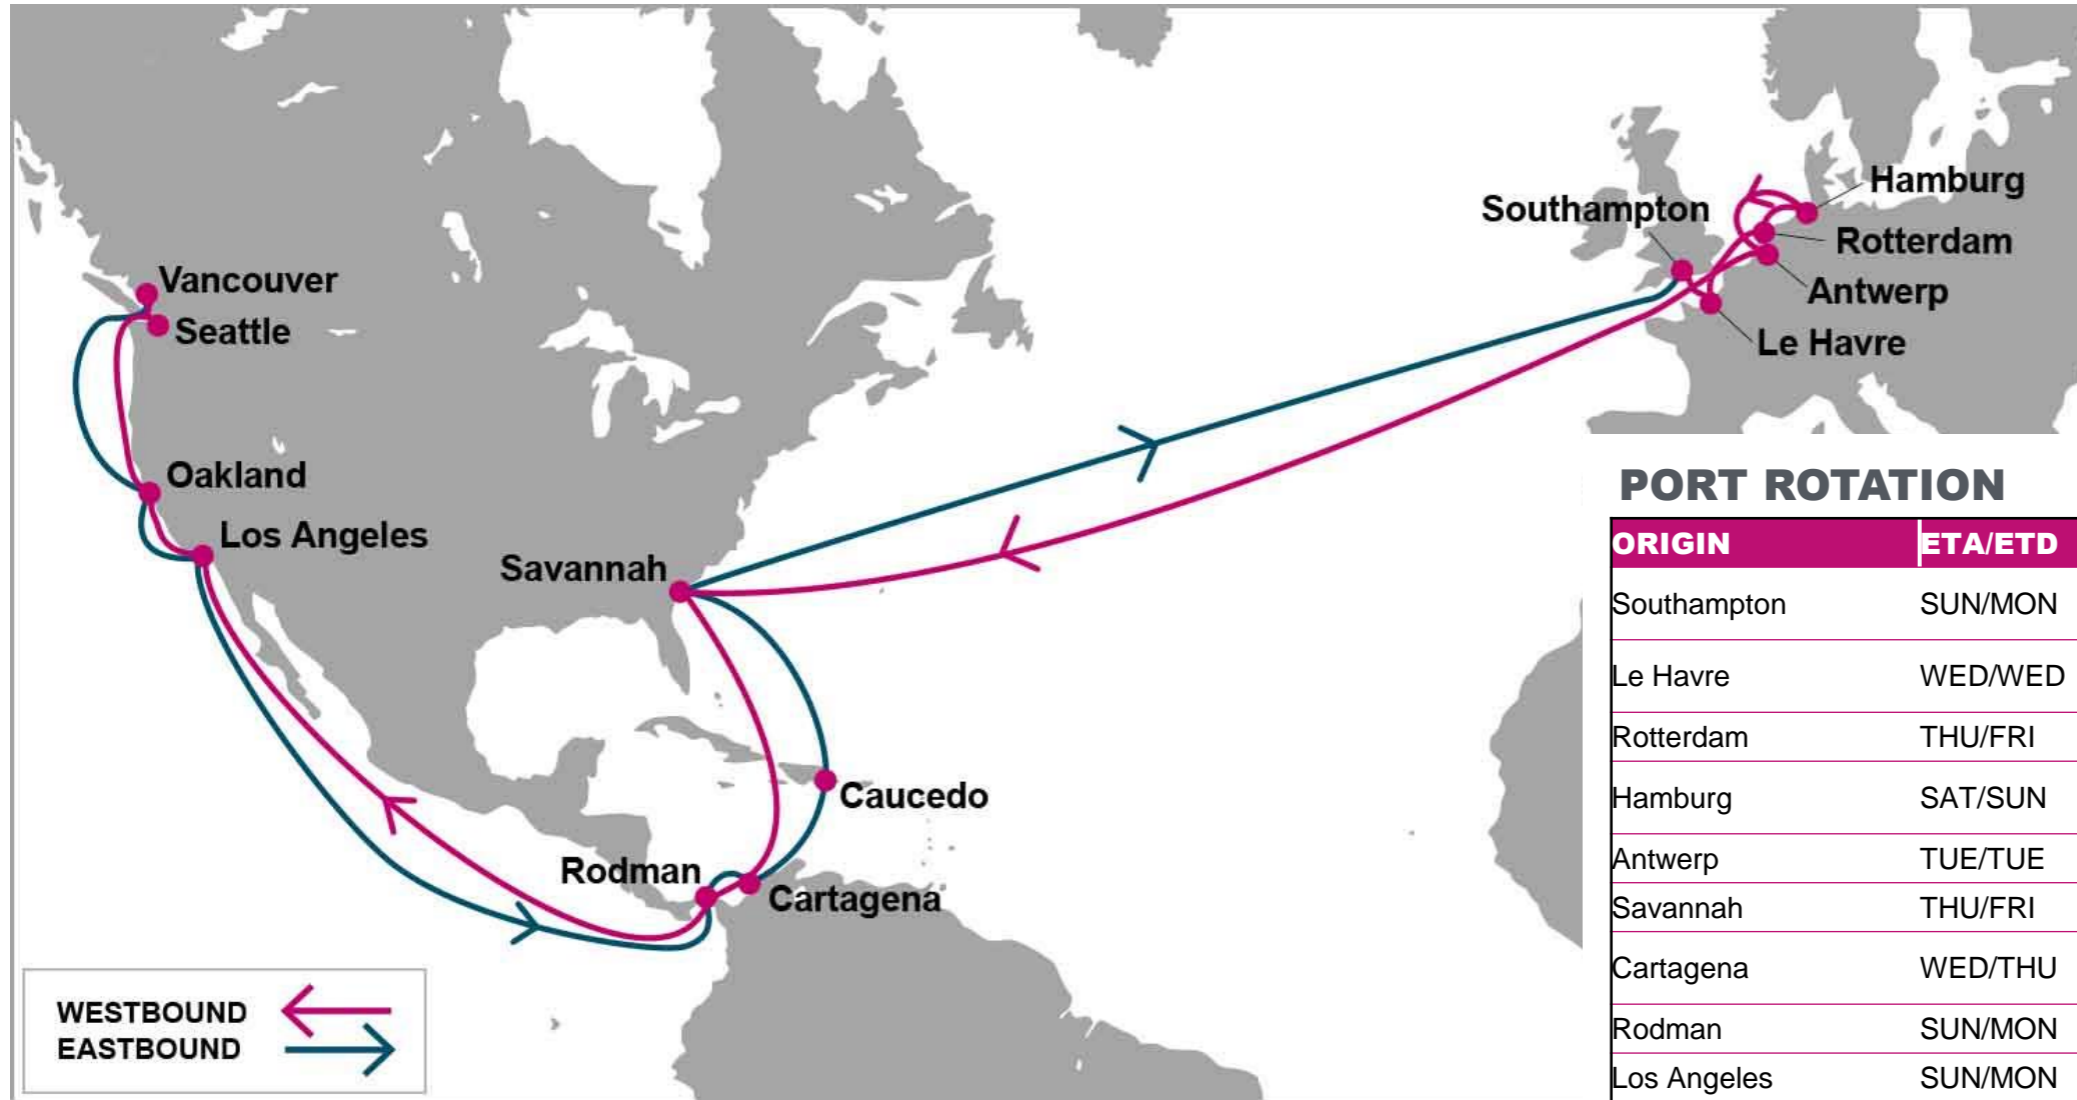 Hamburg
Southampton
Rotterdam
Antwerp
Le Havre
Vancouver
Seattle
Oakland
Los Angeles
Savannah
Caucedo
Rodman
Cartagena
WESTBOUND
EASTBOUND
PORT ROTATION
ORIGIN ETA/ETD
Southampton SUN/MON
Le Havre WED/WED
Rotterdam THU/FRI
Hamburg SAT/SUN
Antwerp TUE/TUE
Savannah THU/FRI
Cartagena WED/THU
Rodman SUN/MON
Los Angeles SUN/MON